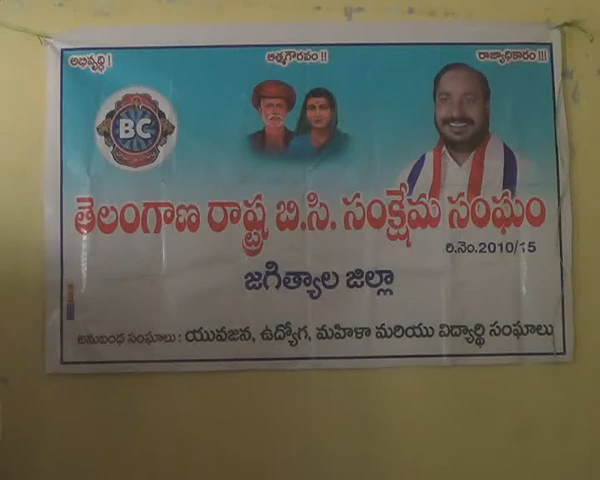 అభివృద్ధి ! ఆత్మగౌరవం !! రాజ్యాధికారం !!!
BC
తెలంగాణ రాష్ట్ర బి.సి. సంక్షేమ సంఘం
రి.నెం.2010/15
జగిత్యాల జిల్లా
అనుబంధ సంఘాలు : యువజన, ఉద్యోగ, మహిళా మరియు విద్యార్థి సంఘాలు